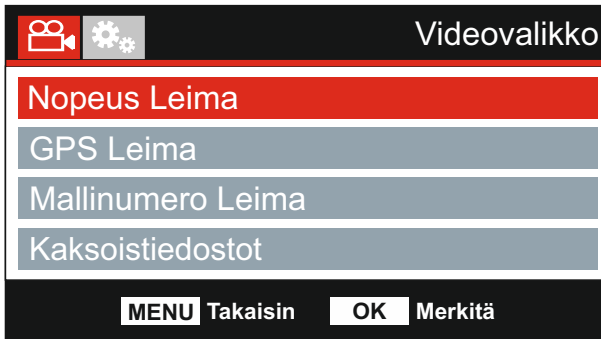 Videovalikko
Nopeus Leima
GPS Leima
Mallinumero Leima
Kaksoistiedostot
MENU Takaisin OK Merkitä